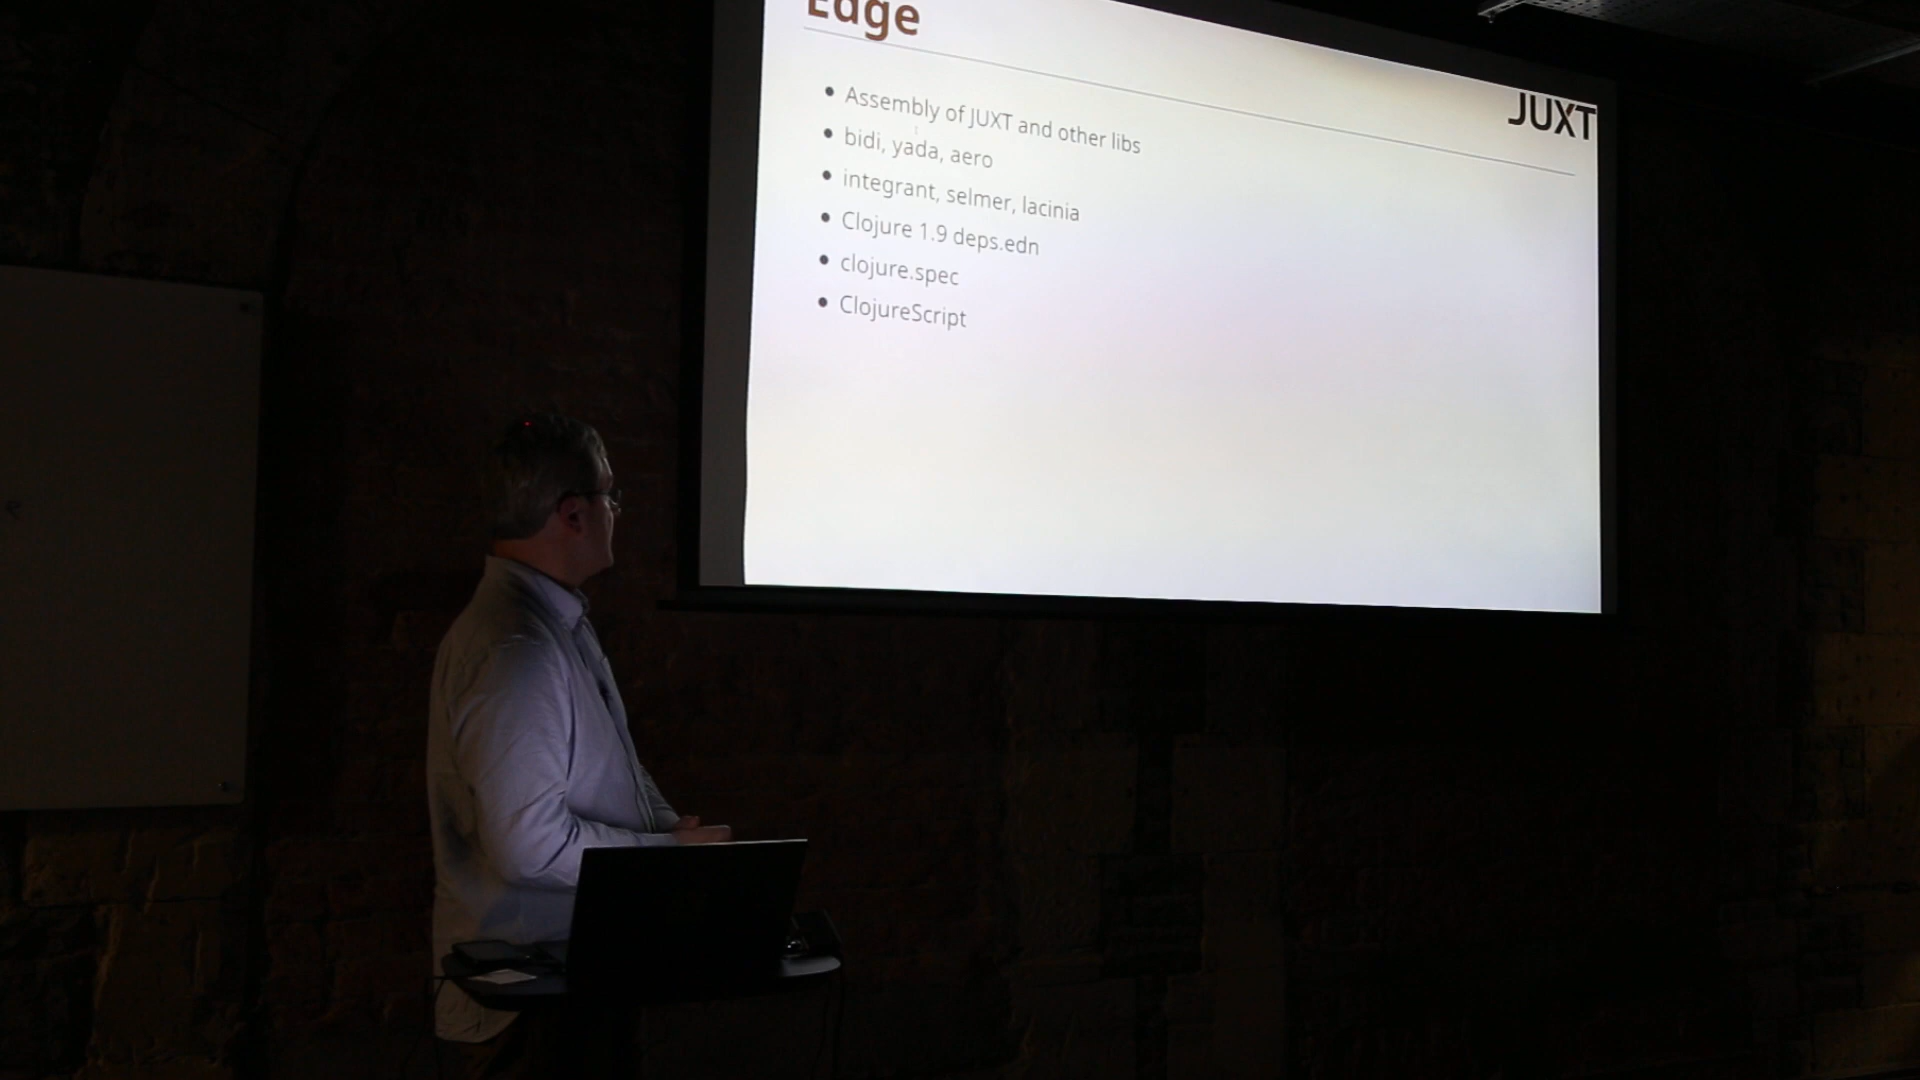 Edge
JUXT
Assembly of JUXT and other libs
bidi, yada, aero
integrant, selmer, lacinia
Clojure 1.9 deps.edn
clojure.spec
ClojureScript